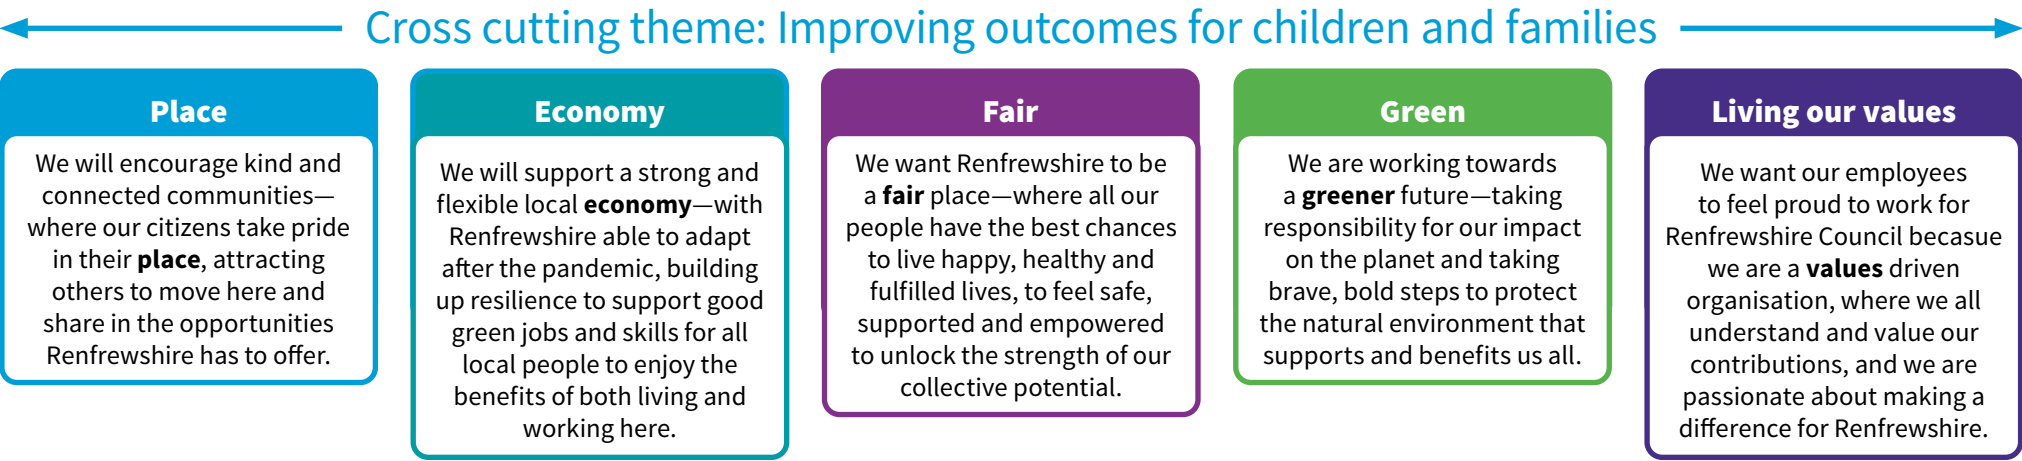 Cross cutting theme: Improving outcomes for children and families
Place
We will encourage kind and
connected communities—
where our citizens take pride
in their place, attracting
others to move here and
share in the opportunities
Renfrewshire has to offer.
Economy
We will support a strong and
flexible local economy—with
Renfrewshire able to adapt
after the pandemic, building
up resilience to support good
green jobs and skills for all
local people to enjoy the
benefits of both living and
working here.
Fair
We want Renfrewshire to be
a fair place—where all our
people have the best chances
to live happy, healthy and
fulfilled lives, to feel safe,
supported and empowered
to unlock the strength of our
collective potential.
Green
We are working towards
a greener future—taking
responsibility for our impact
on the planet and taking
brave, bold steps to protect
the natural environment that
supports and benefits us all.
Living our values
We want our employees
to feel proud to work for
Renfrewshire Council becasue
we are a values driven
organisation, where we all
understand and value our
contributions, and we are
passionate about making a
difference for Renfrewshire.